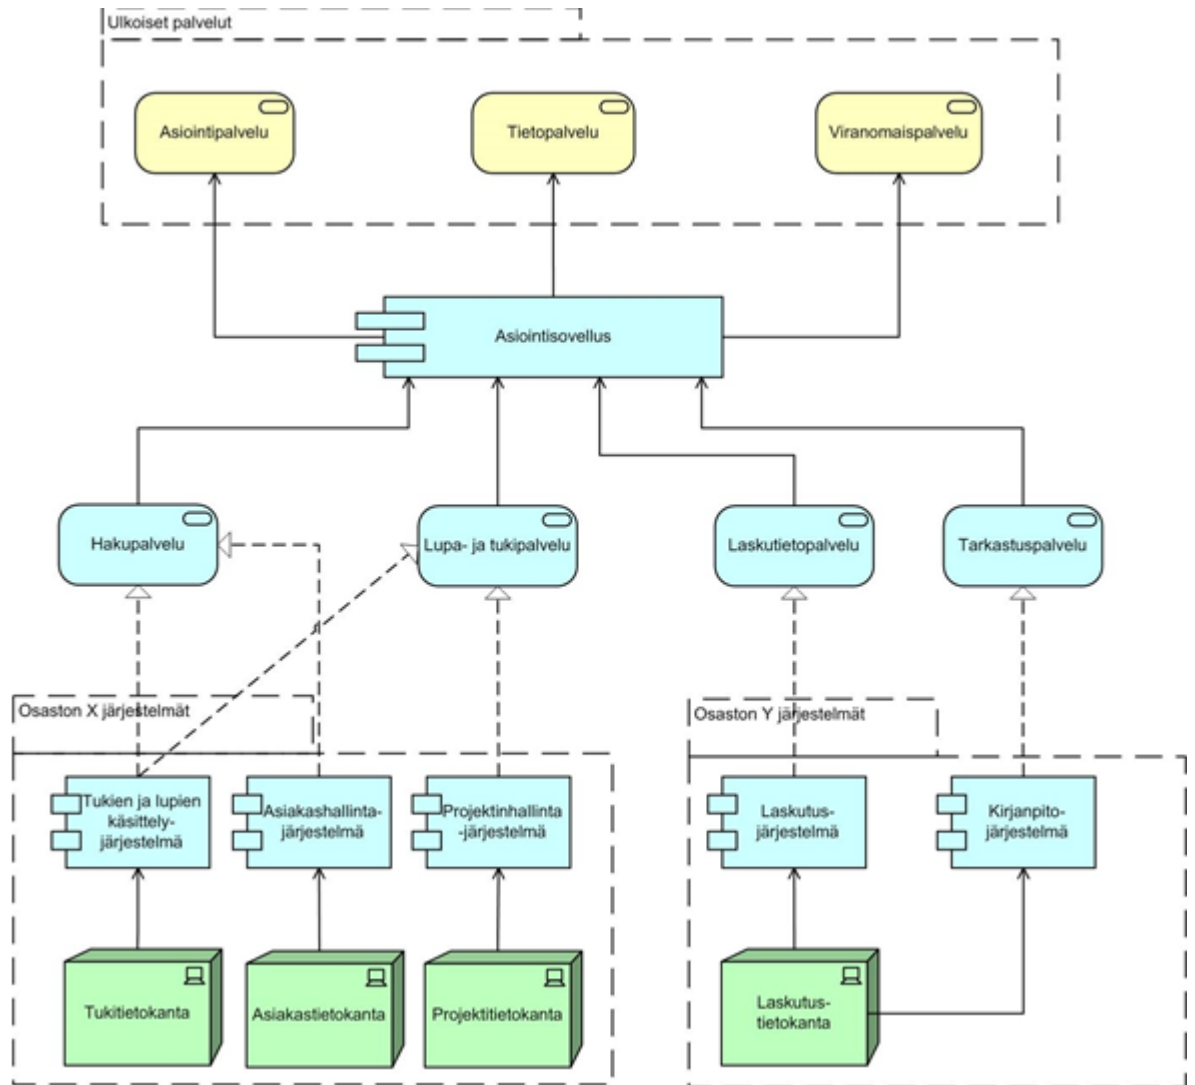 Ulkoiset palvelut
Asiointipalvelu
Tietopalvelu
Viranomaispalvelu
Asiointisovellus
Hakupalvelu
Lupa- ja tukipalvelu
Laskutietopalvelu
Tarkastuspalvelu
Osaston X järjestelmät
Osaston Y järjestelmät
Tukien ja lupien
käsittely-
järjestelmä
Asiakashallinta-
järjestelmä
Projektinhallinta
-järjestelmä
Laskutus-
järjestelmä
Kirjanpito-
järjestelmä
Tukitietokanta
Asiakastietokanta
Projektitietokanta
Laskutus-
tietokanta